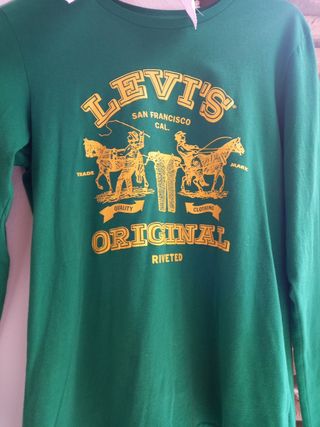 LEVI'S
SAN FRANCISCO
CAL.
TRADE MARK
QUALITY CLOTHING
ORIGINAL
RIVETED